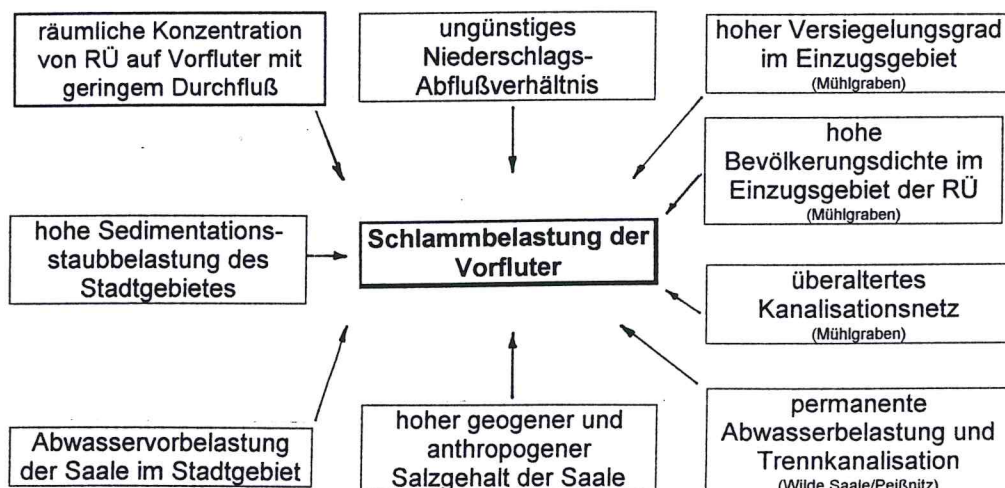 räumliche Konzentration
von RÜ auf Vorfluter mit
geringem Durchfluß
ungünstiges
Niederschlags-
Abflußverhältnis
hoher Versiegelungsgrad
im Einzugsgebiet
(Mühlgraben)
hohe
Bevölkerungsdichte im
Einzugsgebiet der RÜ
(Mühlgraben)
hohe Sedimentations-
staubbelastung des
Stadtgebietes
Schlammbelastung der
Vorfluter
überaltertes
Kanalisationsnetz
(Mühlgraben)
Abwasservorbelastung
der Saale im Stadtgebiet
hoher geogener und
anthropogener
Salzgehalt der Saale
permanente
Abwasserbelastung und
Trennkanalisation
(Wilde Saale/Peißnitz)